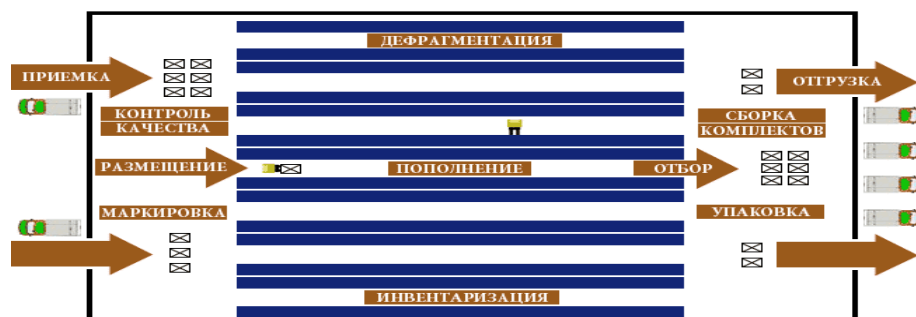 ДЕФРАГМЕНТАЦИЯ
ПРИЕМКА
ОТГРУЗКА
КОНТРОЛЬ
КАЧЕСТВА
СБОРКА
КОМПЛЕКТОВ
РАЗМЕЩЕНИЕ
ПОПОЛНЕНИЕ
ОТБОР
МАРКИРОВКА
УПАКОВКА
ИНВЕНТАРИЗАЦИЯ